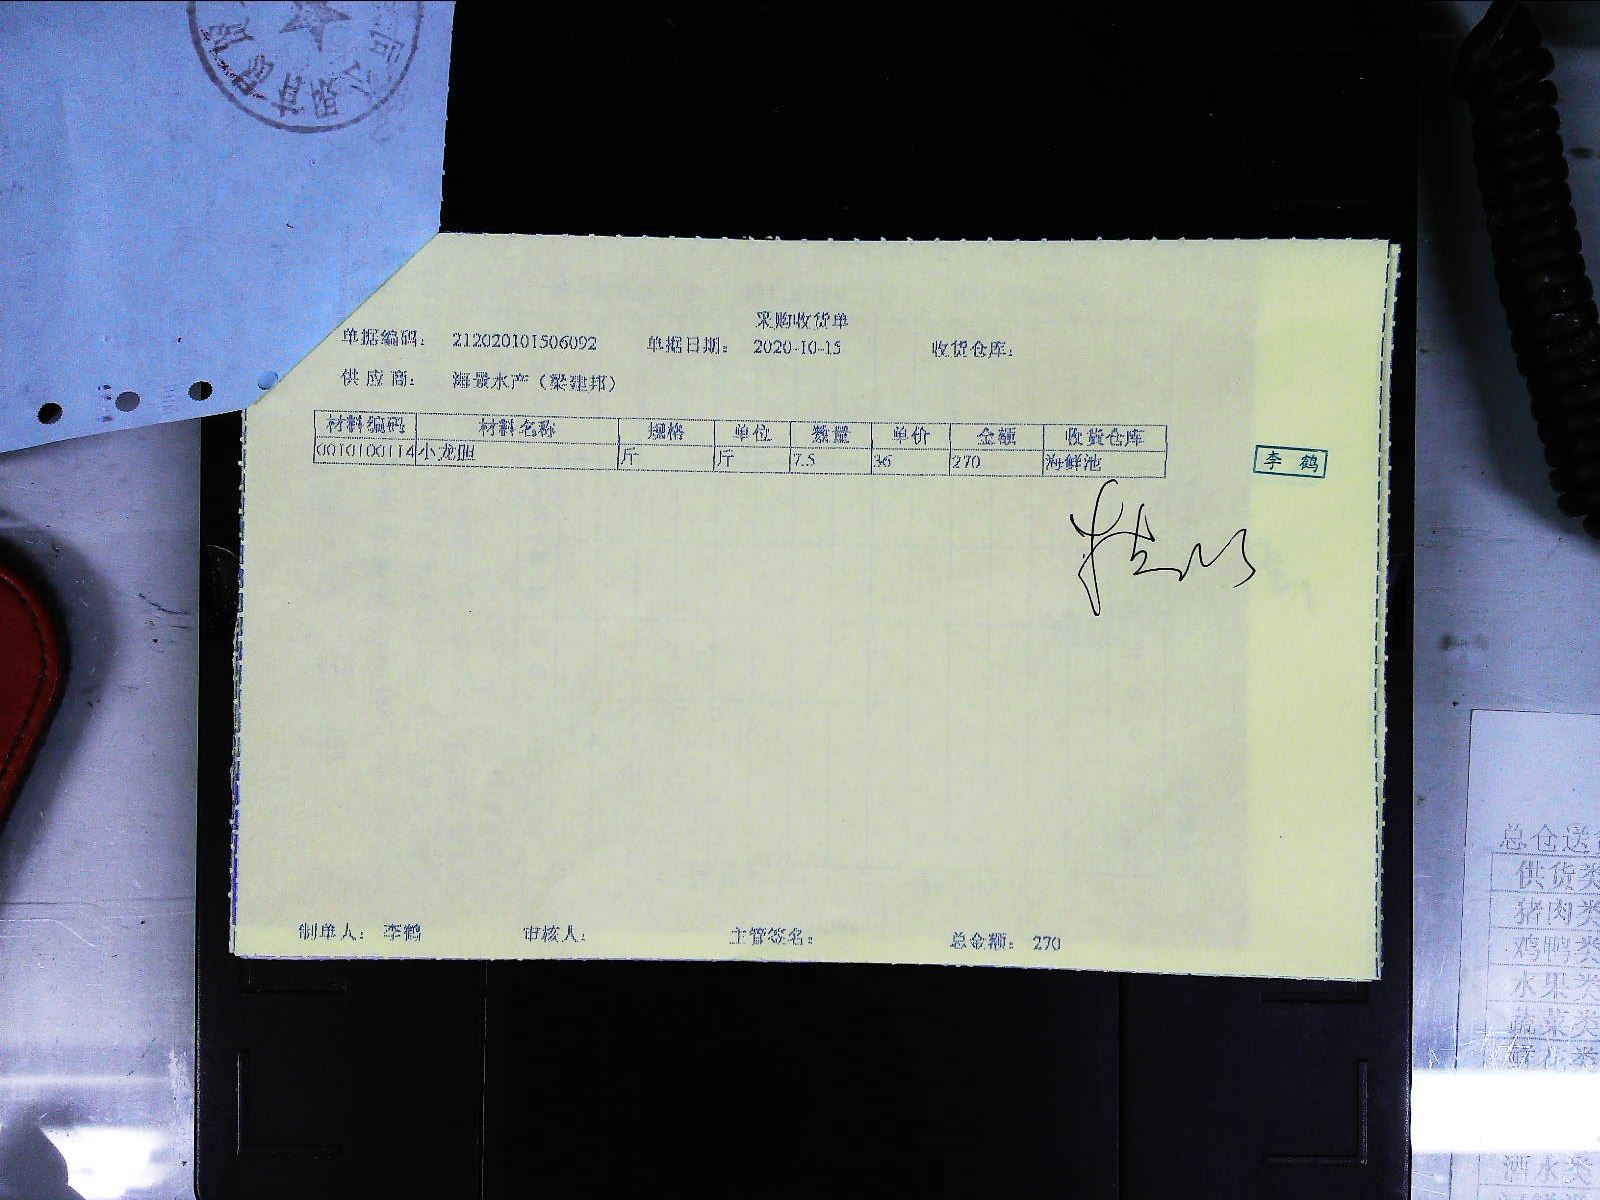 采购收货单
单据编码： 212020101506092 单据日期： 2020-10-15 收货仓库：
供应商： 海景水产（梁建邦）
材料编码 材料名称 规格 单位 数量 单价 金额 收货仓库
0010100114 小龙胆 斤 斤 7.5 36 270 海鲜池
李鹤
制单人： 李鹤 审核人： 主管签名： 总金额： 270
总仓送
供货类
猪肉类
鸡鸭类
水果类
蔬菜类
酒水类